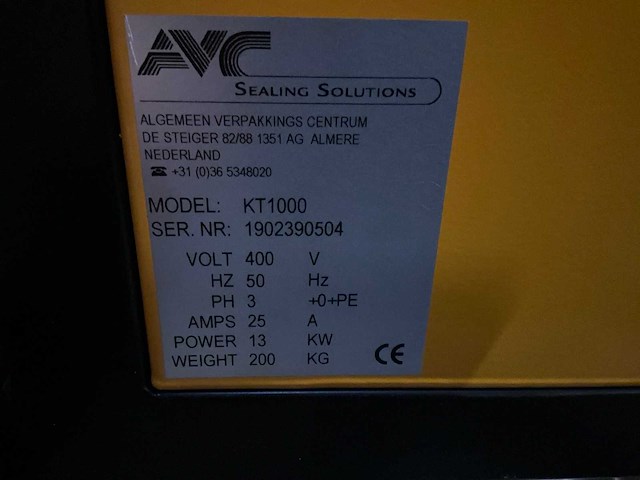 AVC
SEALING SOLUTIONS
ALGEMEEN VERPAKKINGS CENTRUM
DE STEIGER 82/88 1351 AG ALMERE
NEDERLAND
☎ +31 (0)36 5348020
MODEL: KT1000
SER. NR: 1902390504
VOLT 400 V
HZ 50 Hz
PH 3 +0+PE
AMPS 25 A
POWER 13 KW
WEIGHT 200 KG
CE